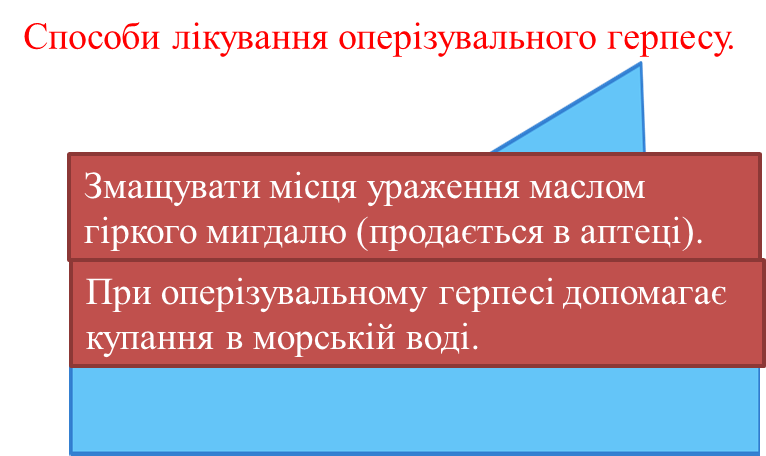 Способи лікування оперізувального герпесу.
Змащувати місця ураження маслом
гіркого мигдалю (продається в аптеці).
При оперізувальному герпесі допомагає
купання в морській воді.